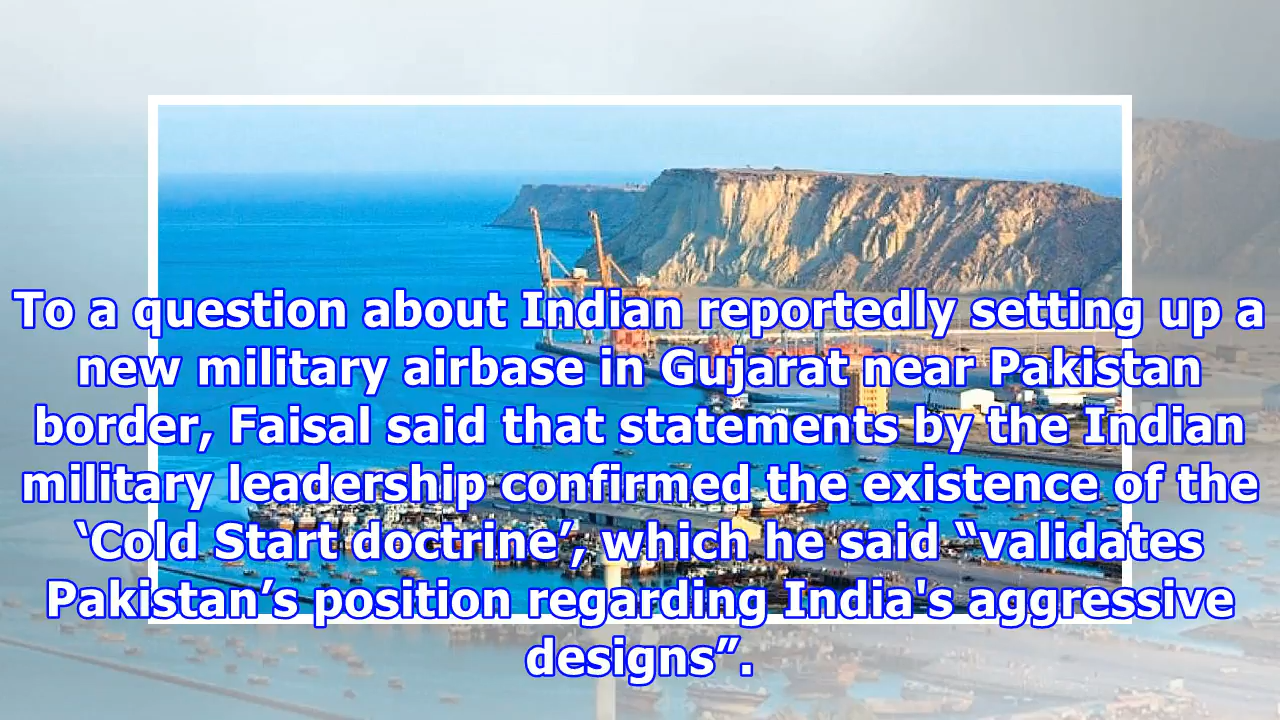 To a question about Indian reportedly setting up a
new military airbase in Gujarat near Pakistan
border, Faisal said that statements by the Indian
military leadership confirmed the existence of the
‘Cold Start doctrine’, which he said “validates
Pakistan’s position regarding India's aggressive
designs”.